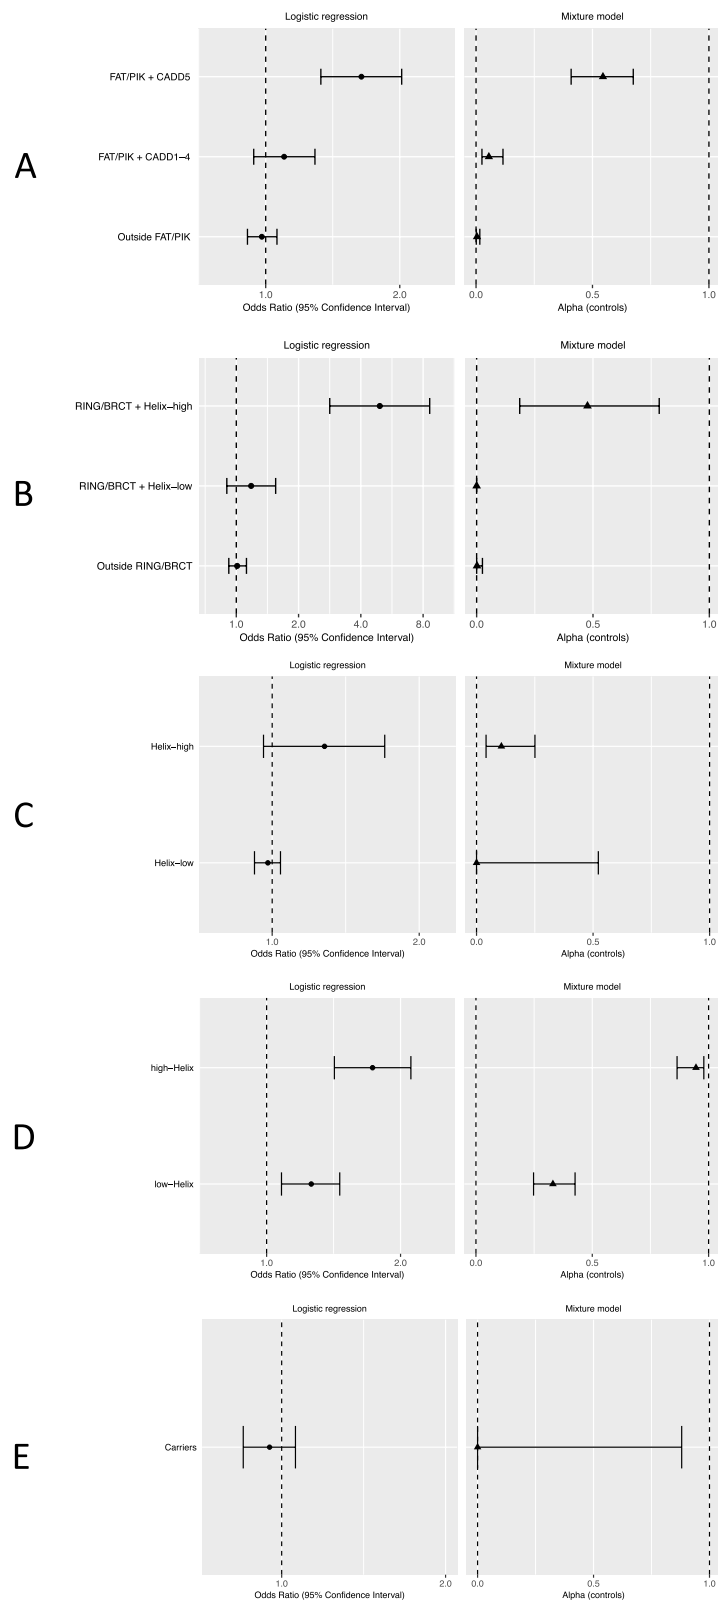 Logistic regression Mixture model
A
FAT/PIK + CADD5
FAT/PIK + CADD1–4
Outside FAT/PIK
1.0 2.0 0.0 0.5 1.0
Odds Ratio (95% Confidence Interval) Alpha (controls)
Logistic regression Mixture model
B
RING/BRCT + Helix–high
RING/BRCT + Helix–low
Outside RING/BRCT
1.0 2.0 4.0 8.0 0.0 0.5 1.0
Odds Ratio (95% Confidence Interval) Alpha (controls)
Logistic regression Mixture model
C
Helix–high
Helix–low
1.0 2.0 0.0 0.5 1.0
Odds Ratio (95% Confidence Interval) Alpha (controls)
Logistic regression Mixture model
D
high–Helix
low–Helix
1.0 2.0 0.0 0.5 1.0
Odds Ratio (95% Confidence Interval) Alpha (controls)
Logistic regression Mixture model
E
Carriers
1.0 2.0 0.0 0.5 1.0
Odds Ratio (95% Confidence Interval) Alpha (controls)